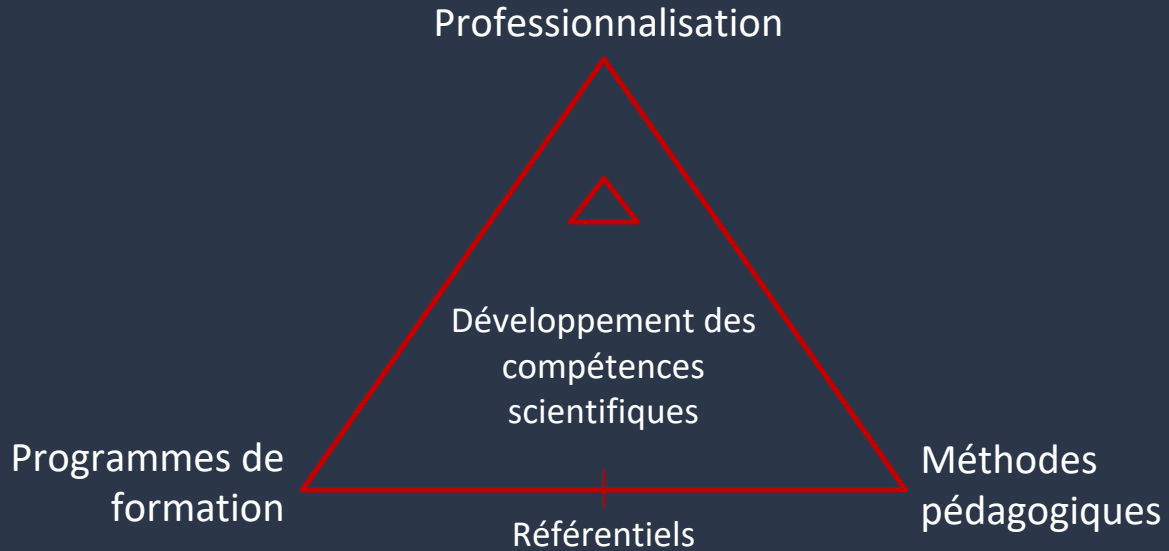 Professionnalisation
Développement des
compétences
scientifiques
Programmes de
formation
Méthodes
pédagogiques
Référentiels